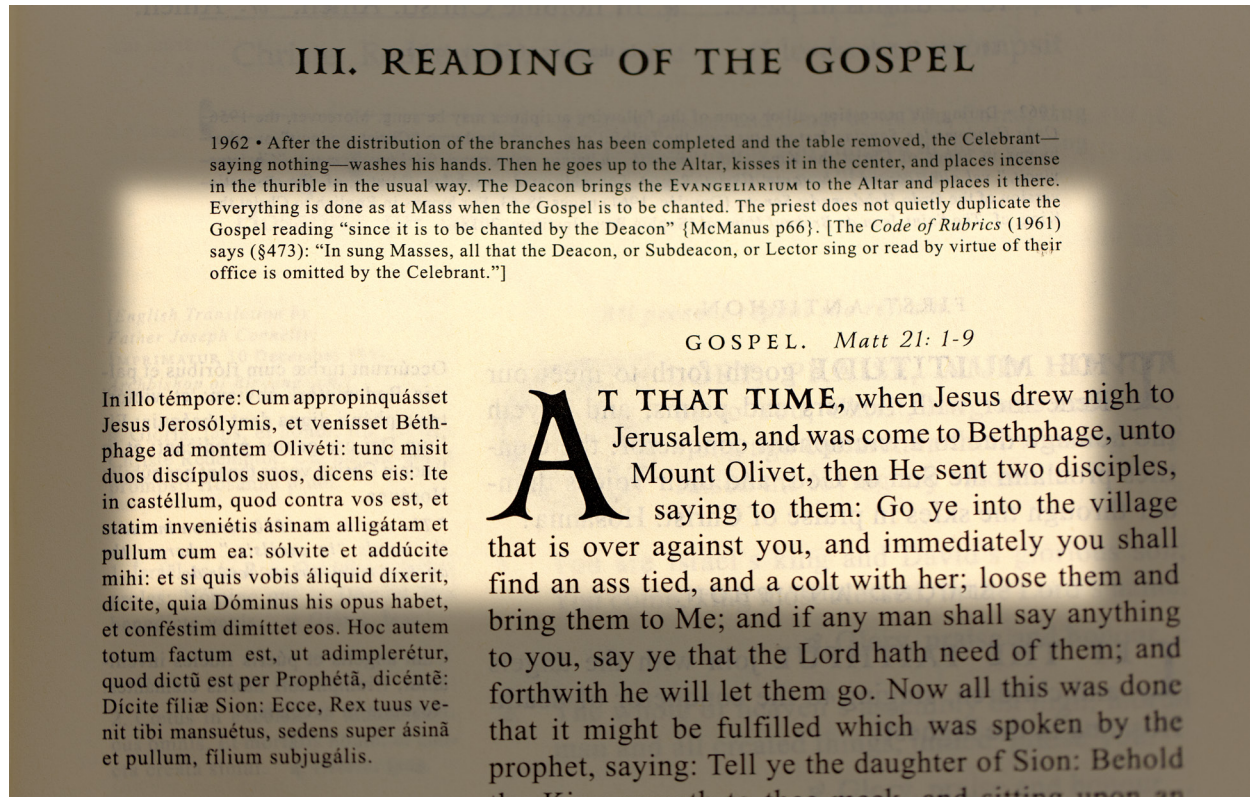 III. READING OF THE GOSPEL
1962 • After the distribution of the branches has been completed and the table removed, the Celebrant—
saying nothing—washes his hands. Then he goes up to the Altar, kisses it in the center, and places incense
in the thurible in the usual way. The Deacon brings the EVANGELIARIUM to the Altar and places it there.
Everything is done as at Mass when the Gospel is to be chanted. The priest does not quietly duplicate the
Gospel reading “since it is to be chanted by the Deacon” {McManus p66}. [The Code of Rubrics (1961)
says (§473): “In sung Masses, all that the Deacon, or Subdeacon, or Lector sing or read by virtue of their
office is omitted by the Celebrant.”]
GOSPEL. Matt 21: 1-9
In illo témpore: Cum appropinquásset
Jesus Jerosólymis, et venísset Béth-
phage ad montem Olivéti: tunc misit
duos discípulos suos, dicens eis: Ite
in castéllum, quod contra vos est, et
statim inveniétis ásinam alligátam et
pullum cum ea: sólvite et addúcite
mihi: et si quis vobis áliquid díxerit,
dícite, quia Dóminus his opus habet,
et conféstim dimíttet eos. Hoc autem
totum factum est, ut adimplerétur,
quod dictũ est per Prophétã, dicéntẽ:
Dícite fíliæ Sion: Ecce, Rex tuus ve-
nit tibi mansuétus, sedens super ásinã
et pullum, fílium subjugális.
AT THAT TIME, when Jesus drew nigh to
Jerusalem, and was come to Bethphage, unto
Mount Olivet, then He sent two disciples,
saying to them: Go ye into the village
that is over against you, and immediately you shall
find an ass tied, and a colt with her; loose them and
bring them to Me; and if any man shall say anything
to you, say ye that the Lord hath need of them; and
forthwith he will let them go. Now all this was done
that it might be fulfilled which was spoken by the
prophet, saying: Tell ye the daughter of Sion: Behold